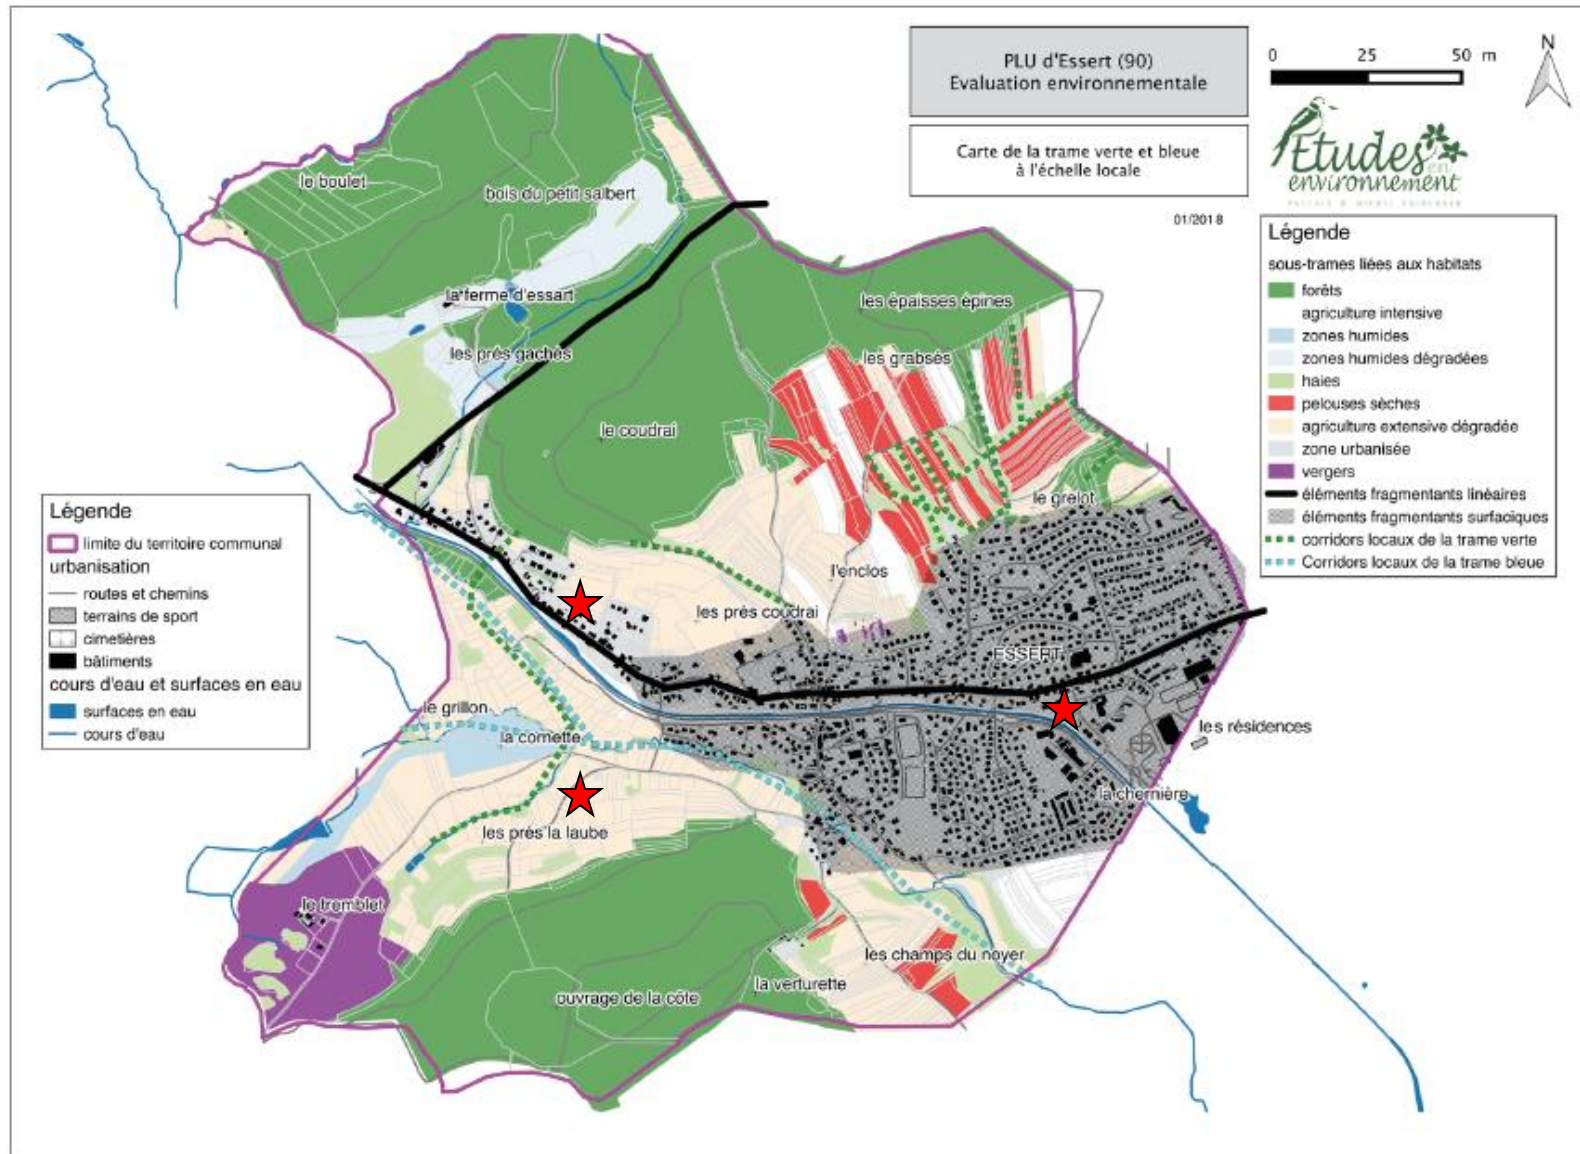 PLU d'Essert (90)
Evaluation environnementale
Carte de la trame verte et bleue
à l'échelle locale
0 25 50 m
N
Etudes
en
environnement
01/2018
Légende
sous-trames liées aux habitats
forêts
agriculture intensive
zones humides
zones humides dégradées
haies
pelouses sèches
agriculture extensive dégradée
zone urbanisée
vergers
éléments fragmentants linéaires
éléments fragmentants surfaciques
corridors locaux de la trame verte
Corridors locaux de la trame bleue
le boulet
bois du petit salbert
la ferme d'essart
les épaisses épines
les prés gachés
les grabsés
le coudrai
le grelot
Légende
limite du territoire communal
urbanisation
routes et chemins
terrains de sport
cimetières
bâtiments
cours d'eau et surfaces en eau
surfaces en eau
cours d'eau
l'enclos
les prés coudrai
ESSERT
le grillon
la cornette
les résidences
la chernière
les prés la laube
le tremblet
les champs du noyer
la verturette
ouvrage de la côte